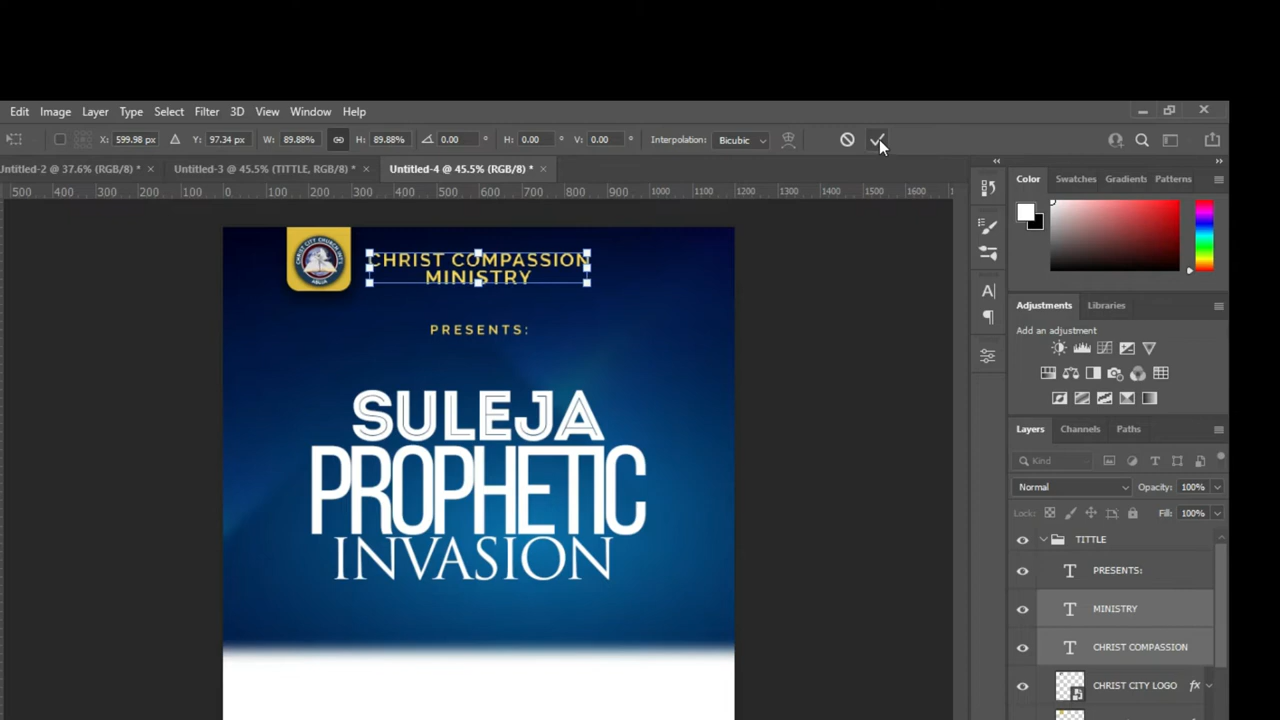 Edit Image Layer Type Select Filter 3D View Window Help
X: 599.98 px Y: 97.34 px W: 89.88% H: 89.88% 0.00 ° H: 0.00 ° V: 0.00 ° Interpolation: Bicubic
Untitled-2 @ 37.6% (RGB/8) * × Untitled-3 @ 45.5% (TITTLE, RGB/8) * × Untitled-4 @ 45.5% (RGB/8) * ×
500 400 300 200 100 0 100 200 300 400 500 600 700 800 900 1000 1100 1200 1300 1400 1500 1600
Color Swatches Gradients Patterns
CHRIST CITY CHURCH INT'L
ABUJA
CHRIST COMPASSION
MINISTRY
PRESENTS:
SULEJA
PROPHETIC
INVASION
Adjustments Libraries
Add an adjustment
Layers Channels Paths
Kind
Normal Opacity: 100%
Lock: Fill: 100%
TITTLE
PRESENTS:
MINISTRY
CHRIST COMPASSION
CHRIST CITY LOGO fx